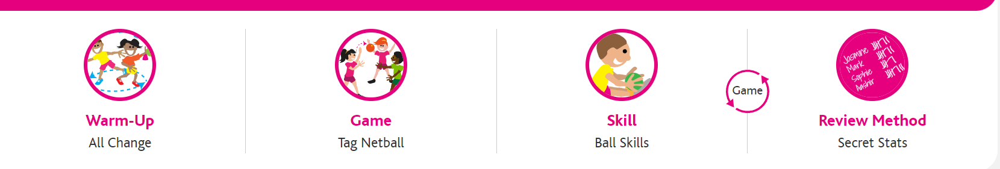 Warm-Up
All Change
Game
Tag Netball
Skill
Ball Skills
Game
Jasmine
Mark
Sophie
Aashir
Review Method
Secret Stats